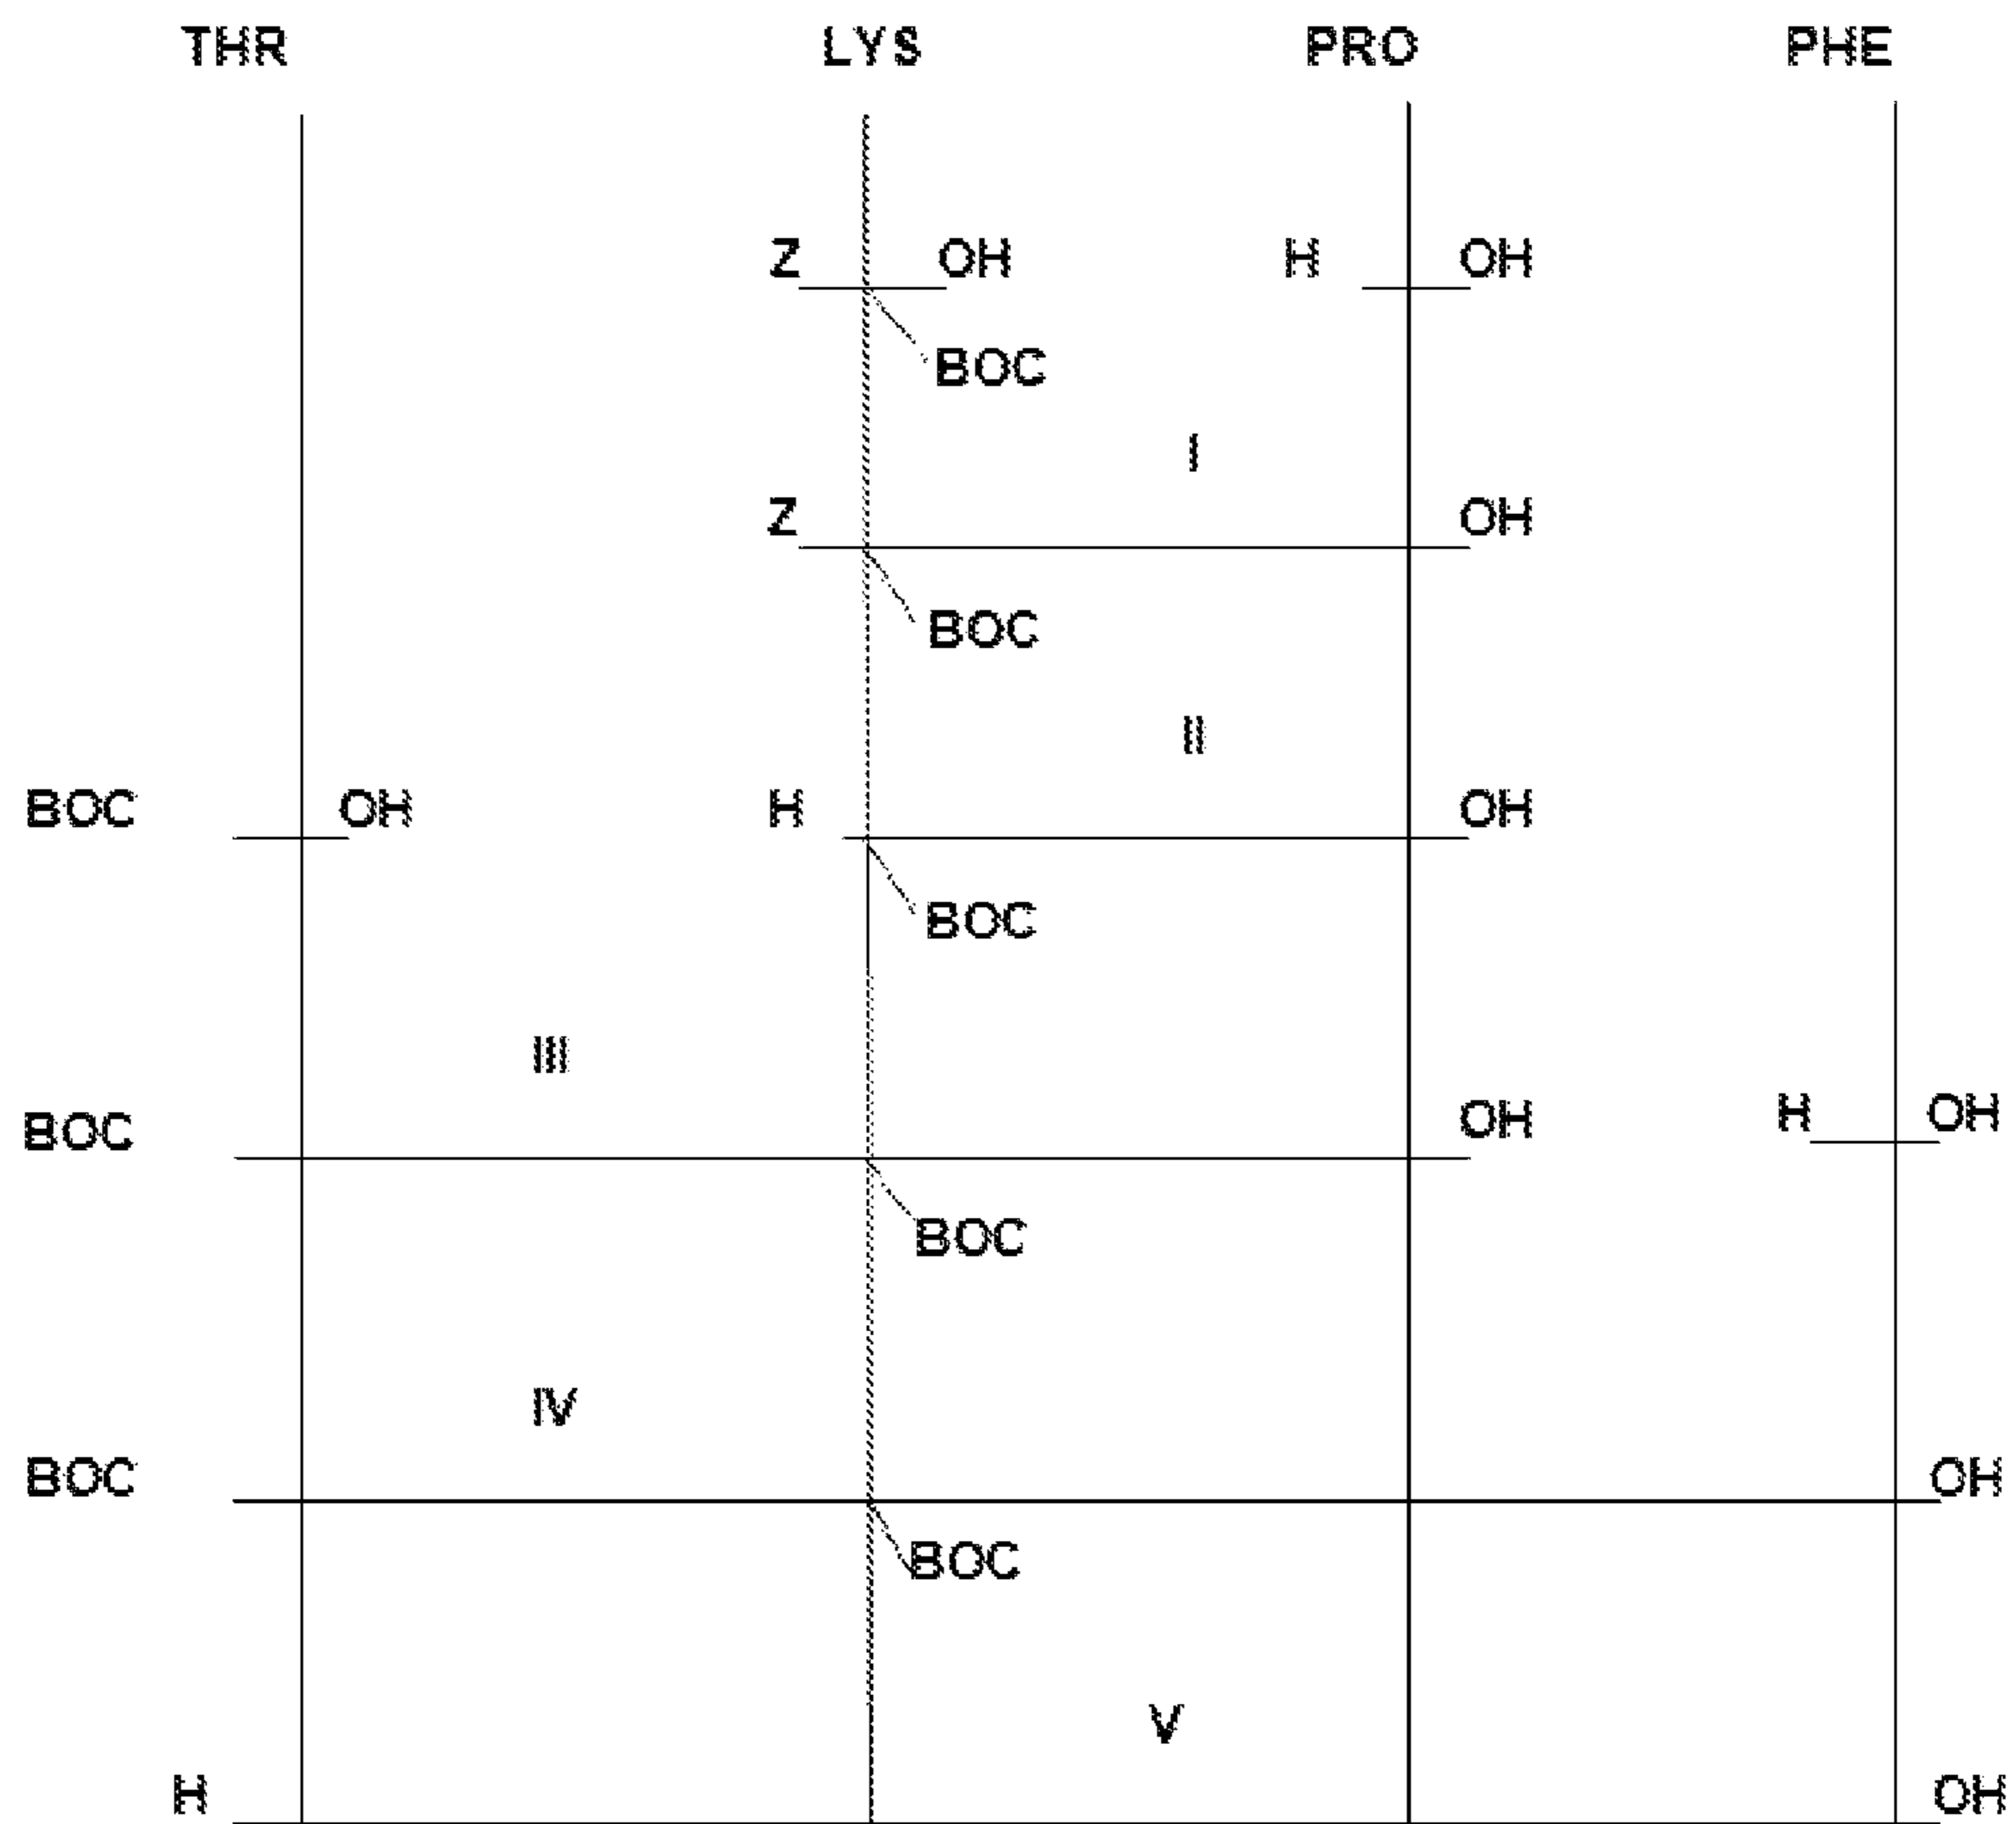 THR LYS PRO PHE
Z OH H OH
BOC
I
Z OH
BOC
II
BOC OH H OH
BOC
III
BOC OH H OH
BOC
IV
BOC OH
BOC
V
H OH